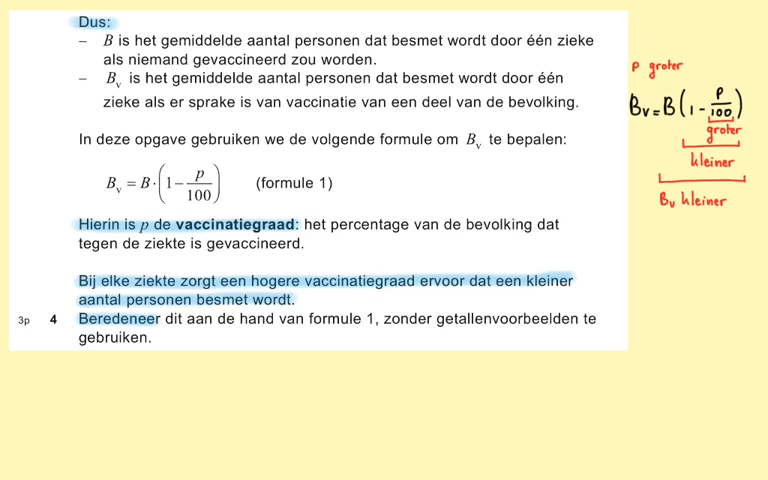 Dus:
– B is het gemiddelde aantal personen dat besmet wordt door één zieke
als niemand gevaccineerd zou worden.
– Bv is het gemiddelde aantal personen dat besmet wordt door één
zieke als er sprake is van vaccinatie van een deel van de bevolking.
In deze opgave gebruiken we de volgende formule om Bv te bepalen:
Bv = B · (1 − p/100) (formule 1)
Hierin is p de vaccinatiegraad: het percentage van de bevolking dat
tegen de ziekte is gevaccineerd.
Bij elke ziekte zorgt een hogere vaccinatiegraad ervoor dat een kleiner
aantal personen besmet wordt.
3p 4 Beredeneer dit aan de hand van formule 1, zonder getallenvoorbeelden te
gebruiken.
P groter
Bv = B(1 - P/100)
groter
kleiner
Bv kleiner